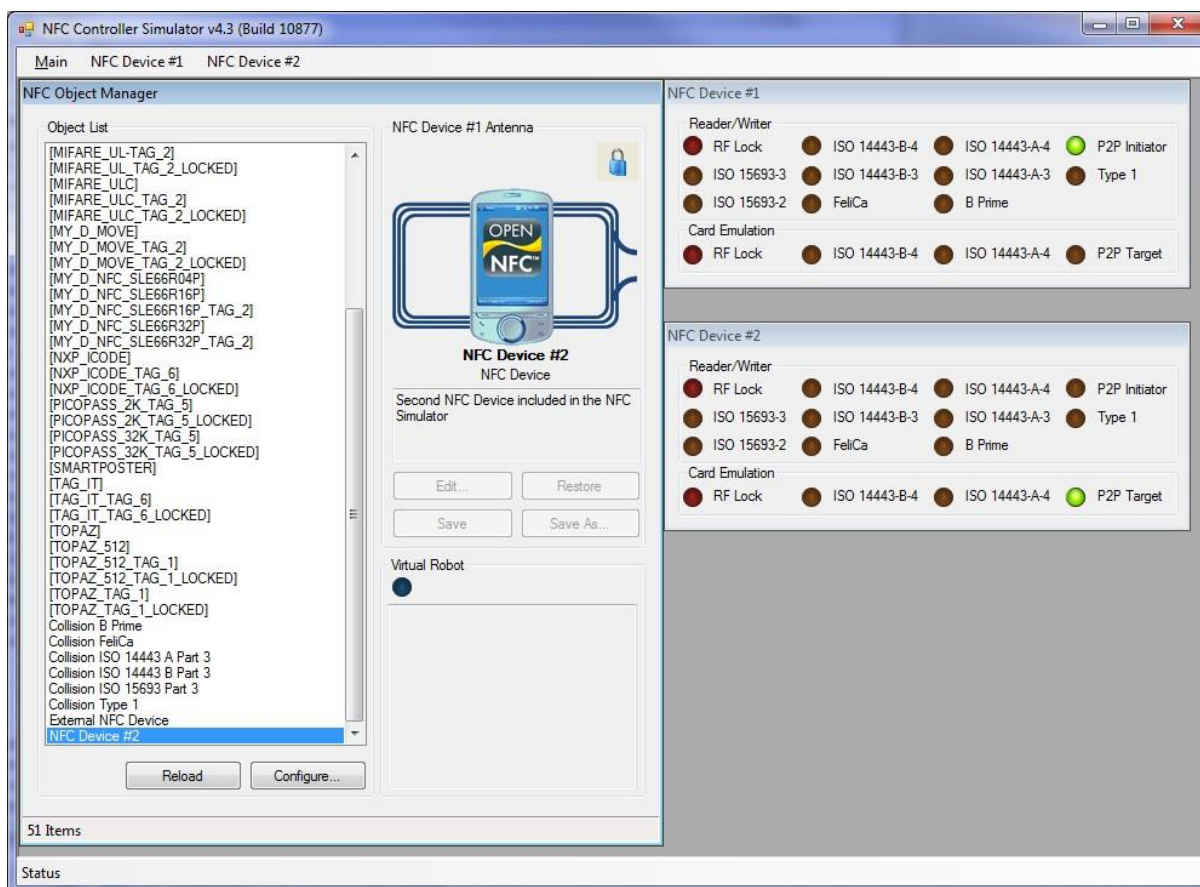 NFC Controller Simulator v4.3 (Build 10877)
Main NFC Device #1 NFC Device #2
NFC Object Manager
Object List
[MIFARE_UL-TAG_2]
[MIFARE_UL_TAG_2_LOCKED]
[MIFARE_ULC]
[MIFARE_ULC_TAG_2]
[MIFARE_ULC_TAG_2_LOCKED]
[MY_D_MOVE]
[MY_D_MOVE_TAG_2]
[MY_D_MOVE_TAG_2_LOCKED]
[MY_D_NFC_SLE66R04P]
[MY_D_NFC_SLE66R16P]
[MY_D_NFC_SLE66R16P_TAG_2]
[MY_D_NFC_SLE66R32P]
[MY_D_NFC_SLE66R32P_TAG_2]
[NXP_ICODE]
[NXP_ICODE_TAG_6]
[NXP_ICODE_TAG_6_LOCKED]
[PICOPASS_2K_TAG_5]
[PICOPASS_2K_TAG_5_LOCKED]
[PICOPASS_32K_TAG_5]
[PICOPASS_32K_TAG_5_LOCKED]
[SMARTPOSTER]
[TAG_IT]
[TAG_IT_TAG_6]
[TAG_IT_TAG_6_LOCKED]
[TOPAZ]
[TOPAZ_512]
[TOPAZ_512_TAG_1]
[TOPAZ_512_TAG_1_LOCKED]
[TOPAZ_TAG_1]
[TOPAZ_TAG_1_LOCKED]
Collision B Prime
Collision FeliCa
Collision ISO 14443 A Part 3
Collision ISO 14443 B Part 3
Collision ISO 15693 Part 3
Collision Type 1
External NFC Device
NFC Device #2
Reload Configure...
51 Items
NFC Device #1 Antenna
OPEN
NFC™
NFC Device #2
NFC Device
Second NFC Device included in the NFC
Simulator
Edit... Restore
Save Save As...
Virtual Robot
NFC Device #1
Reader/Writer
RF Lock ISO 14443-B-4 ISO 14443-A-4 P2P Initiator
ISO 15693-3 ISO 14443-B-3 ISO 14443-A-3 Type 1
ISO 15693-2 FeliCa B Prime
Card Emulation
RF Lock ISO 14443-B-4 ISO 14443-A-4 P2P Target
NFC Device #2
Reader/Writer
RF Lock ISO 14443-B-4 ISO 14443-A-4 P2P Initiator
ISO 15693-3 ISO 14443-B-3 ISO 14443-A-3 Type 1
ISO 15693-2 FeliCa B Prime
Card Emulation
RF Lock ISO 14443-B-4 ISO 14443-A-4 P2P Target
Status